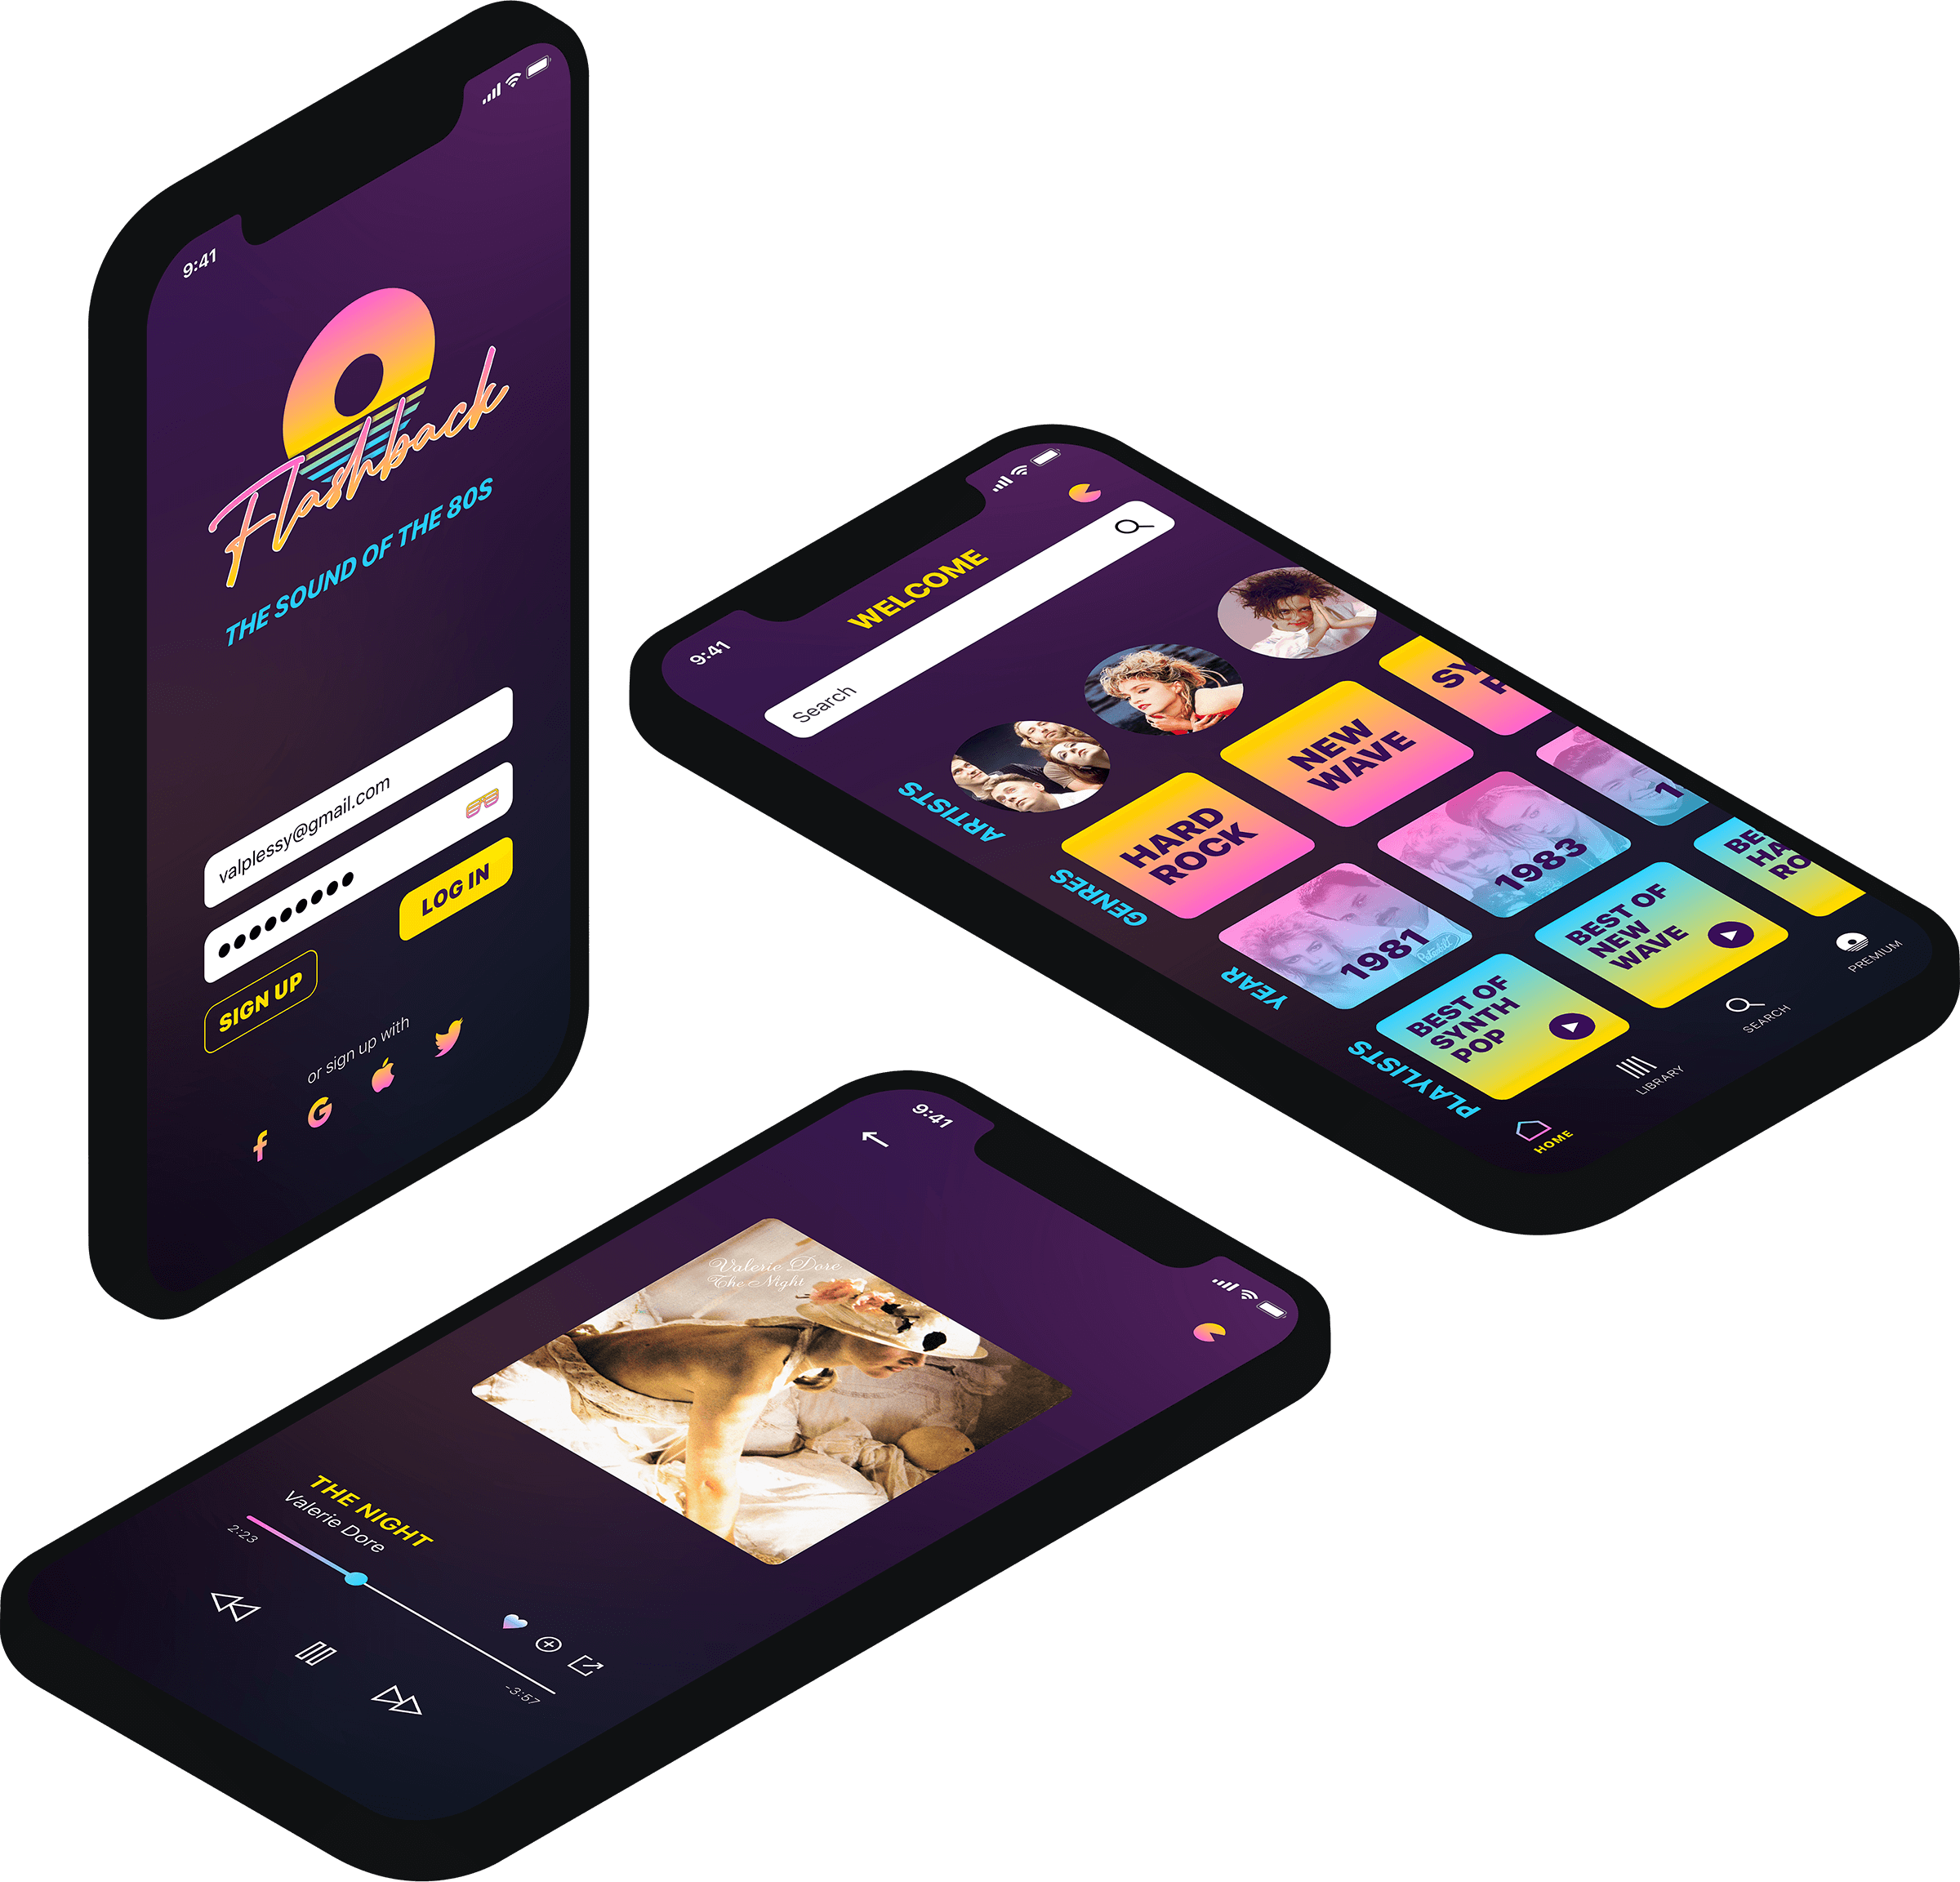 9:41
Flashback
THE SOUND OF THE 80S
valplessy@gmail.com
LOG IN
SIGN UP
or sign up with
f
G
9:41
WELCOME
Search
ARTISTS
GENRES
HARD
ROCK
NEW
WAVE
SY
P
YEAR
1981
1983
1
PLAYLISTS
BEST OF
SYNTH
POP
BEST OF
NEW
WAVE
BE
HA
RO
HOME
LIBRARY
SEARCH
PREMIUM
9:41
Valerie Dore
The Night
THE NIGHT
Valerie Dore
2:23
-3:57